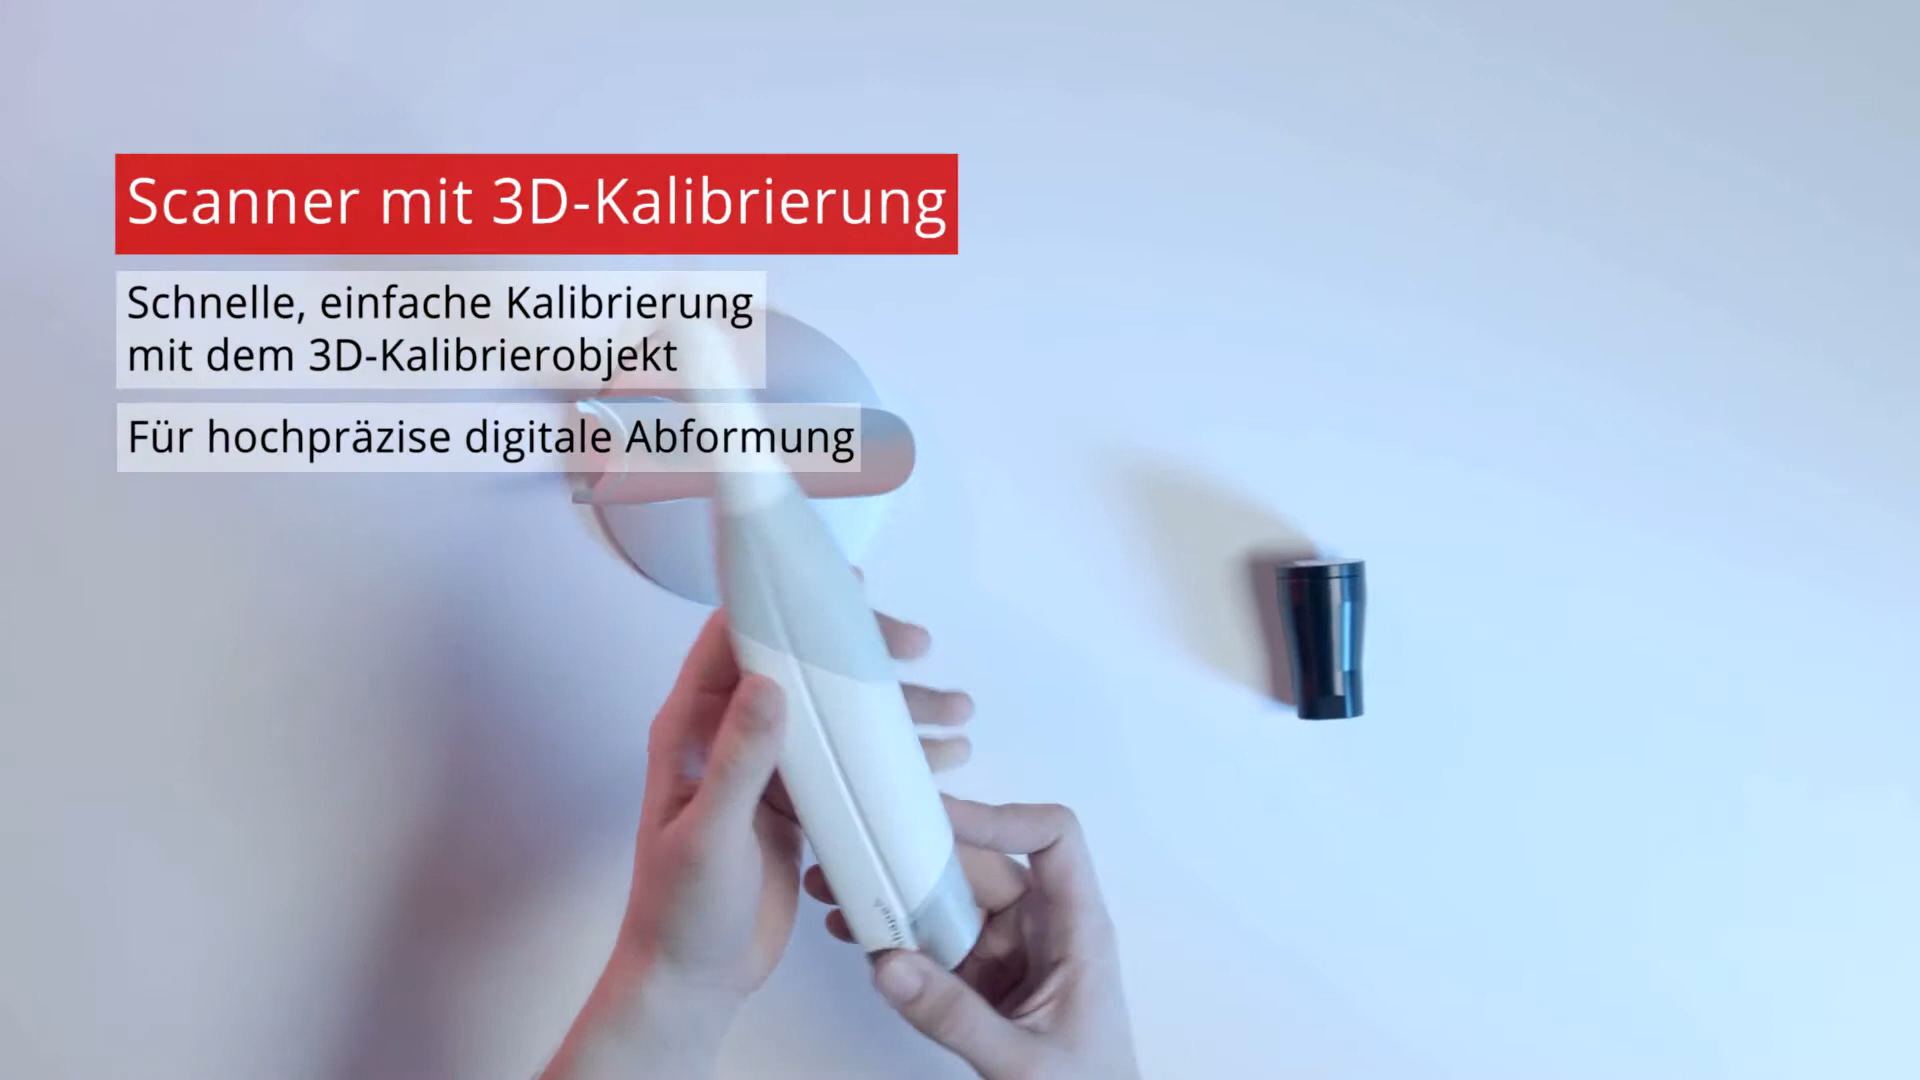 Scanner mit 3D-Kalibrierung
Schnelle, einfache Kalibrierung
mit dem 3D-Kalibrierobjekt
Für hochpräzise digitale Abformung